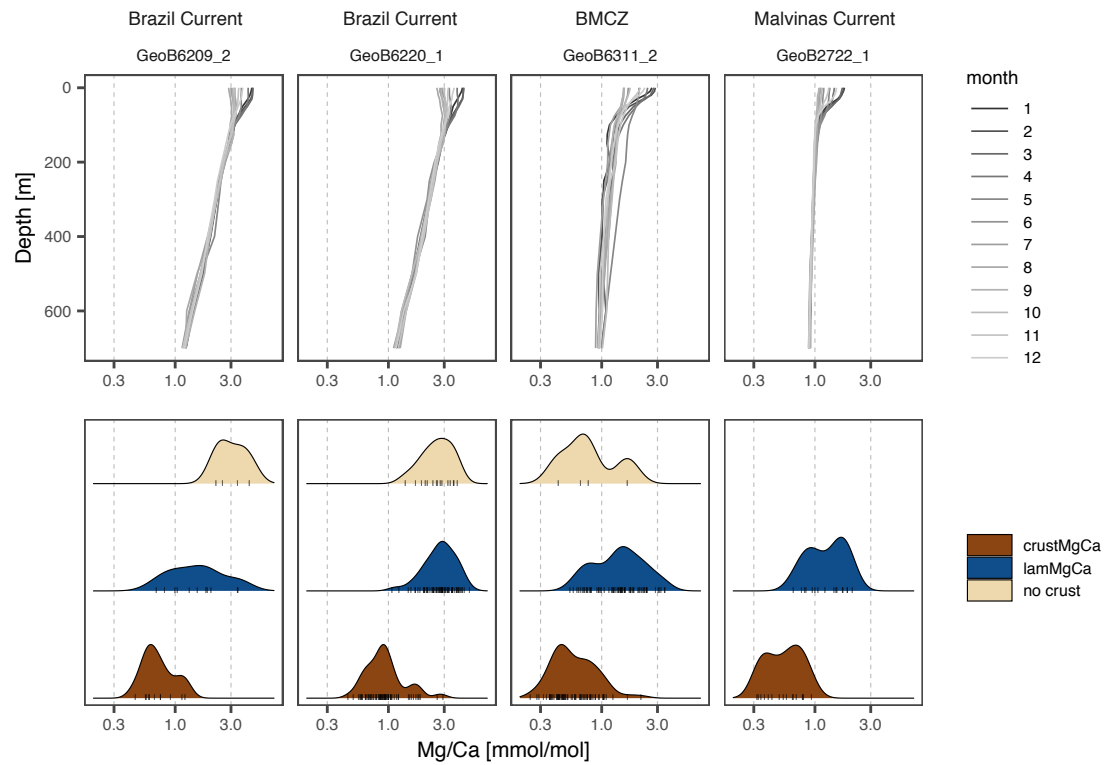 Brazil Current Brazil Current BMCZ Malvinas Current
GeoB6209_2 GeoB6220_1 GeoB6311_2 GeoB2722_1
Depth [m]
0
200
400
600
0.3 1.0 3.0 0.3 1.0 3.0 0.3 1.0 3.0 0.3 1.0 3.0
month
1
2
3
4
5
6
7
8
9
10
11
12
crustMgCa
lamMgCa
no crust
0.3 1.0 3.0 0.3 1.0 3.0 0.3 1.0 3.0 0.3 1.0 3.0
Mg/Ca [mmol/mol]